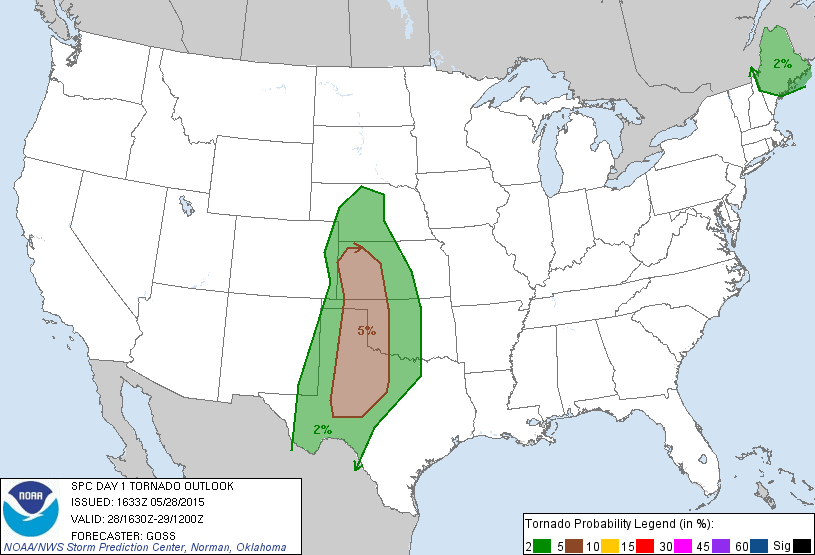 2%
5%
2%
NOAA
SPC DAY 1 TORNADO OUTLOOK
ISSUED: 1633Z 05/28/2015
VALID: 28/1630Z-29/1200Z
FORECASTER: GOSS
NOAA/NWS Storm Prediction Center, Norman, Oklahoma
Tornado Probability Legend (in %):
2 5 10 15 30 45 60 Sig